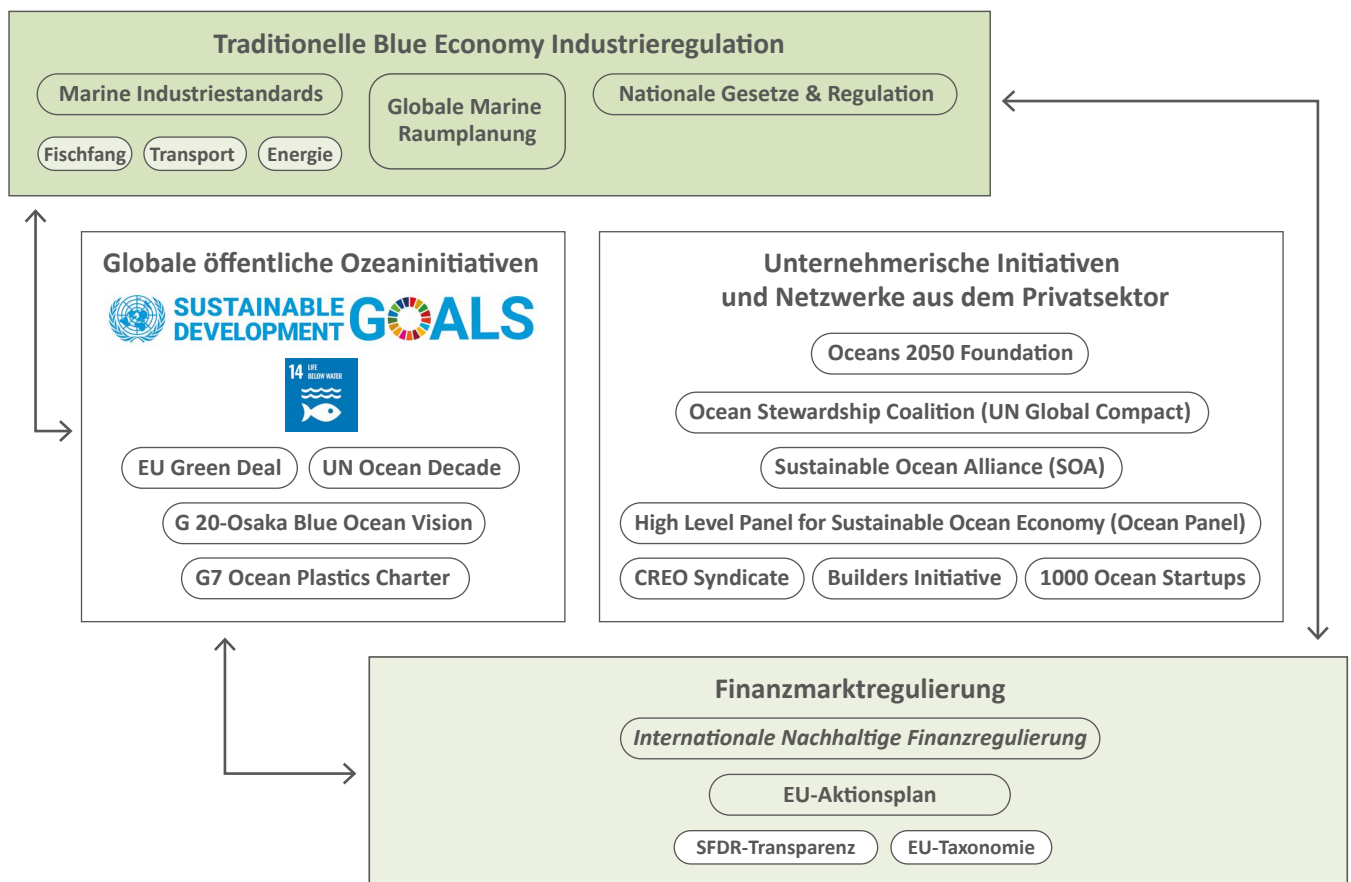 Traditionelle Blue Economy Industrieregulation
Marine Industriestandards
Fischfang
Transport
Energie
Globale Marine
Raumplanung
Nationale Gesetze & Regulation
Globale öffentliche Ozeaninitiativen
SUSTAINABLE
DEVELOPMENT
GOALS
14 LIFE
BELOW WATER
EU Green Deal
UN Ocean Decade
G 20-Osaka Blue Ocean Vision
G7 Ocean Plastics Charter
Unternehmerische Initiativen
und Netzwerke aus dem Privatsektor
Oceans 2050 Foundation
Ocean Stewardship Coalition (UN Global Compact)
Sustainable Ocean Alliance (SOA)
High Level Panel for Sustainable Ocean Economy (Ocean Panel)
CREO Syndicate
Builders Initiative
1000 Ocean Startups
Finanzmarktregulierung
Internationale Nachhaltige Finanzregulierung
EU-Aktionsplan
SFDR-Transparenz
EU-Taxonomie